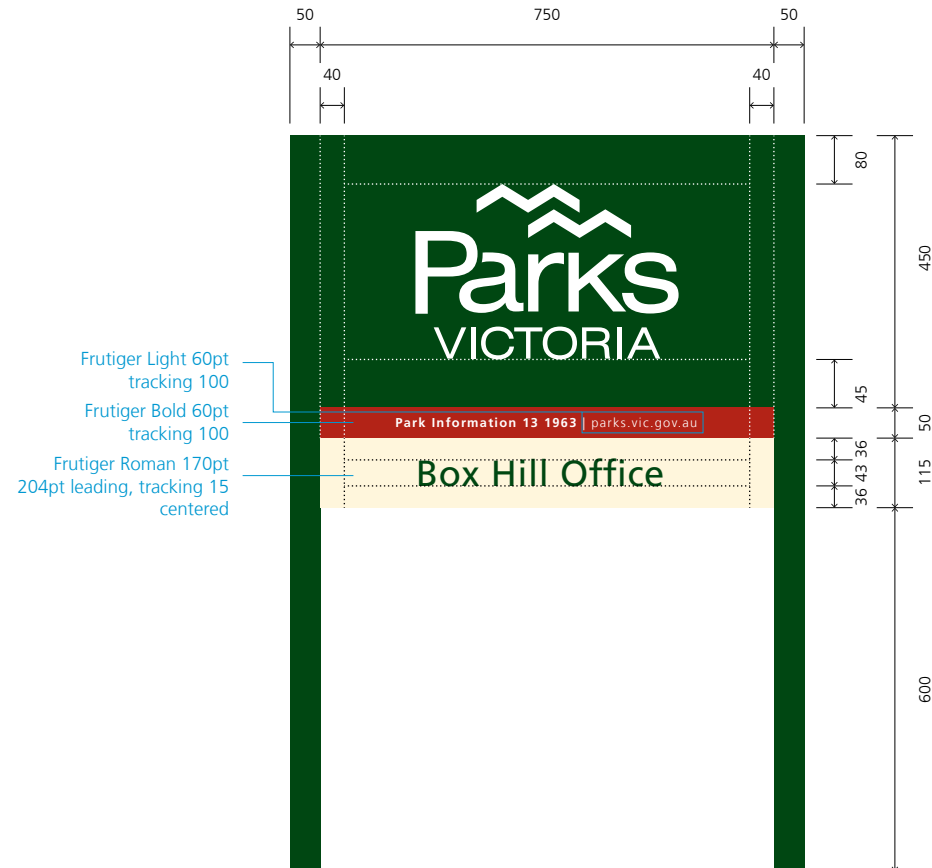 50 750 50
40 40
80
450
Parks
VICTORIA
Frutiger Light 60pt
tracking 100
45
Frutiger Bold 60pt
tracking 100
Park Information 13 1963 | parks.vic.gov.au
50
Frutiger Roman 170pt
204pt leading, tracking 15
centered
Box Hill Office
36
43
36
115
600